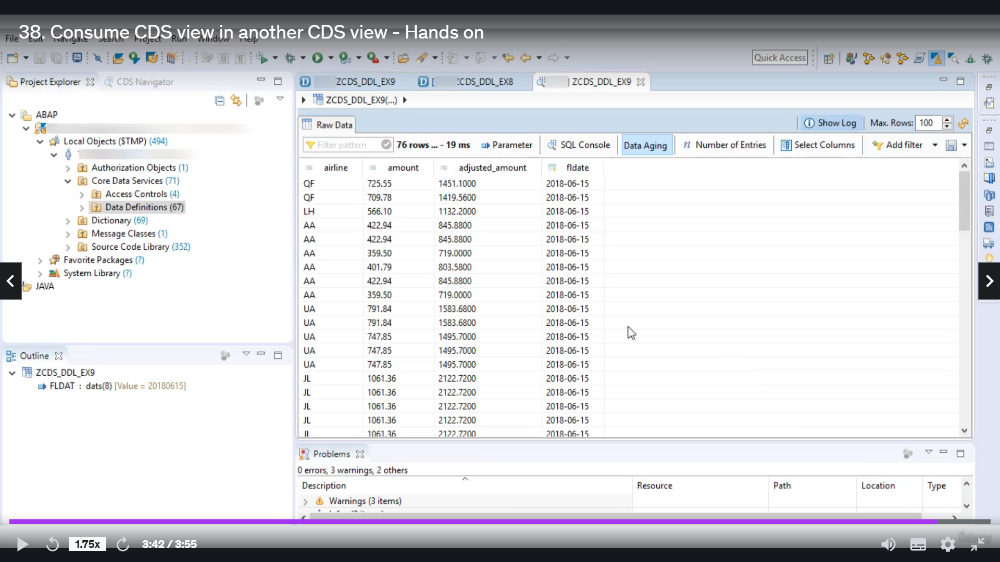 38. Consume CDS view in another CDS view - Hands on
File Edit Navigate Search Project Run Window Help
Quick Access
Project Explorer
CDS Navigator
ABAP
Local Objects ($TMP) (494)
Authorization Objects (1)
Core Data Services (71)
Access Controls (4)
Data Definitions (67)
Dictionary (69)
Message Classes (1)
Source Code Library (352)
Favorite Packages (?)
System Library (?)
JAVA
Outline
ZCDS_DDL_EX9
FLDAT : dats(8) [Value = 20180615]
ZCDS_DDL_EX9
[ :CDS_DDL_EX8
] ZCDS_DDL_EX9
ZCDS_DDL_EX9(...)
Raw Data
Show Log
Max. Rows: 100
Filter pattern
76 rows ... - 19 ms
Parameter
SQL Console
Data Aging
Number of Entries
Select Columns
Add filter
airline amount adjusted_amount fldate
QF 725.55 1451.1000 2018-06-15
QF 709.78 1419.5600 2018-06-15
LH 566.10 1132.2000 2018-06-15
AA 422.94 845.8800 2018-06-15
AA 422.94 845.8800 2018-06-15
AA 359.50 719.0000 2018-06-15
AA 401.79 803.5800 2018-06-15
AA 422.94 845.8800 2018-06-15
AA 359.50 719.0000 2018-06-15
UA 791.84 1583.6800 2018-06-15
UA 791.84 1583.6800 2018-06-15
UA 747.85 1495.7000 2018-06-15
UA 747.85 1495.7000 2018-06-15
UA 747.85 1495.7000 2018-06-15
JL 1061.36 2122.7200 2018-06-15
JL 1061.36 2122.7200 2018-06-15
JL 1061.36 2122.7200 2018-06-15
JL 1061.36 2122.7200 2018-06-15
JL 1061.36 2122.7200 2018-06-15
Problems
0 errors, 3 warnings, 2 others
Description Resource Path Location Type
Warnings (3 items)
1.75x
3:42 / 3:55
ûdemy